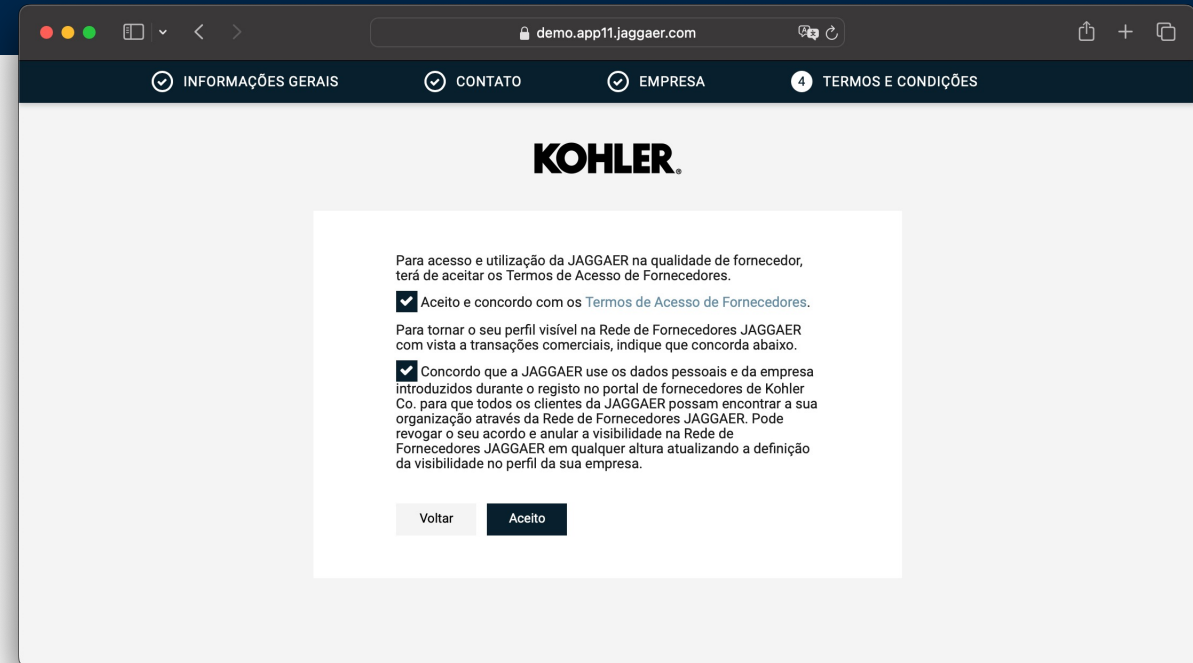 demo.app11.jaggaer.com
INFORMAÇÕES GERAIS
CONTATO
EMPRESA
4 TERMOS E CONDIÇÕES
KOHLER®
Para acesso e utilização da JAGGAER na qualidade de fornecedor,
terá de aceitar os Termos de Acesso de Fornecedores.
Aceito e concordo com os Termos de Acesso de Fornecedores.
Para tornar o seu perfil visível na Rede de Fornecedores JAGGAER
com vista a transações comerciais, indique que concorda abaixo.
Concordo que a JAGGAER use os dados pessoais e da empresa
introduzidos durante o registo no portal de fornecedores de Kohler
Co. para que todos os clientes da JAGGAER possam encontrar a sua
organização através da Rede de Fornecedores JAGGAER. Pode
revogar o seu acordo e anular a visibilidade na Rede de
Fornecedores JAGGAER em qualquer altura atualizando a definição
da visibilidade no perfil da sua empresa.
Voltar
Aceito